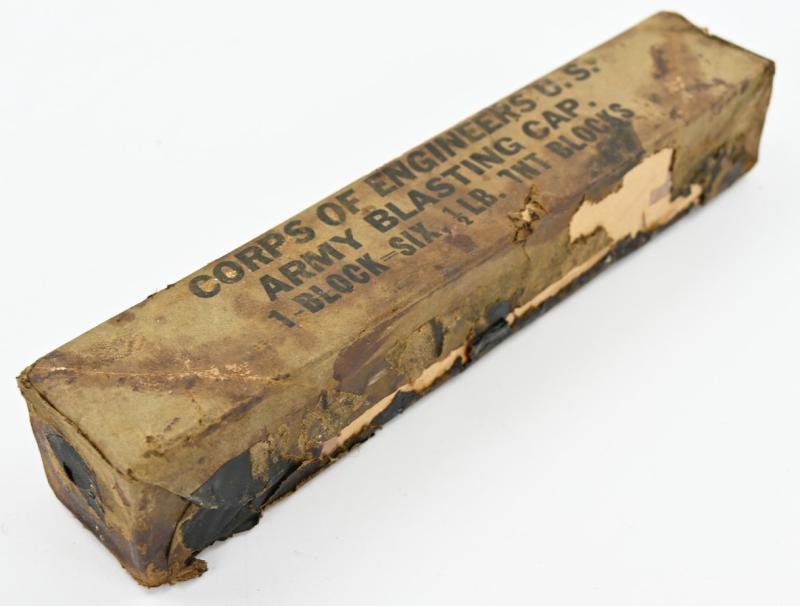 CORPS OF ENGINEERS U.S.
ARMY BLASTING CAP.
1-BLOCK=SIX, ½ LB. TNT BLOCKS